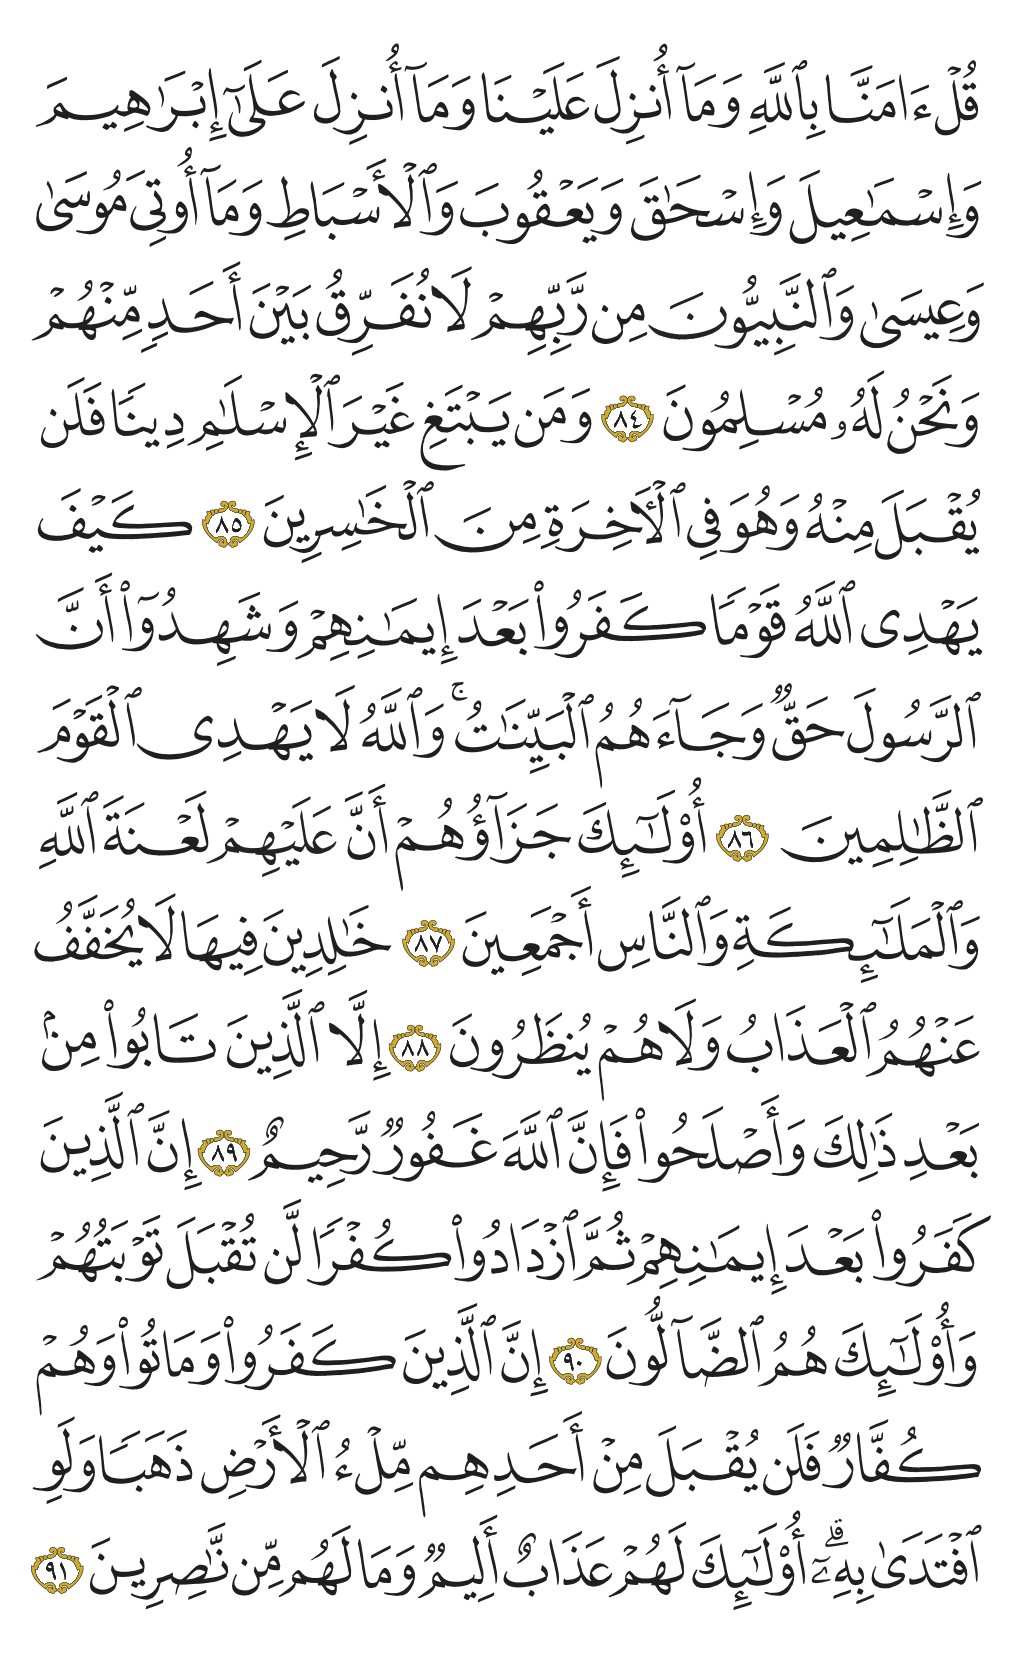 قُلْ ءَامَنَّا بِٱللَّهِ وَمَآ أُنزِلَ عَلَيْنَا وَمَآ أُنزِلَ عَلَىٰٓ إِبْرَٰهِيمَ
وَإِسْمَٰعِيلَ وَإِسْحَٰقَ وَيَعْقُوبَ وَٱلْأَسْبَاطِ وَمَآ أُوتِىَ مُوسَىٰ
وَعِيسَىٰ وَٱلنَّبِيُّونَ مِن رَّبِّهِمْ لَا نُفَرِّقُ بَيْنَ أَحَدٍ مِّنْهُمْ
وَنَحْنُ لَهُۥ مُسْلِمُونَ ٨٤ وَمَن يَبْتَغِ غَيْرَ ٱلْإِسْلَٰمِ دِينًا فَلَن
يُقْبَلَ مِنْهُ وَهُوَ فِى ٱلْأَخِرَةِ مِنَ ٱلْخَٰسِرِينَ ٨٥ كَيْفَ
يَهْدِى ٱللَّهُ قَوْمًا كَفَرُوا۟ بَعْدَ إِيمَٰنِهِمْ وَشَهِدُوٓا۟ أَنَّ
ٱلرَّسُولَ حَقٌّ وَجَآءَهُمُ ٱلْبَيِّنَٰتُ ۚ وَٱللَّهُ لَا يَهْدِى ٱلْقَوْمَ
ٱلظَّٰلِمِينَ ٨٦ أُو۟لَٰٓئِكَ جَزَآؤُهُمْ أَنَّ عَلَيْهِمْ لَعْنَةَ ٱللَّهِ
وَٱلْمَلَٰٓئِكَةِ وَٱلنَّاسِ أَجْمَعِينَ ٨٧ خَٰلِدِينَ فِيهَا لَا يُخَفَّفُ
عَنْهُمُ ٱلْعَذَابُ وَلَا هُمْ يُنظَرُونَ ٨٨ إِلَّا ٱلَّذِينَ تَابُوا۟ مِنۢ
بَعْدِ ذَٰلِكَ وَأَصْلَحُوا۟ فَإِنَّ ٱللَّهَ غَفُورٌ رَّحِيمٌ ٨٩ إِنَّ ٱلَّذِينَ
كَفَرُوا۟ بَعْدَ إِيمَٰنِهِمْ ثُمَّ ٱزْدَادُوا۟ كُفْرًا لَّن تُقْبَلَ تَوْبَتُهُمْ
وَأُو۟لَٰٓئِكَ هُمُ ٱلضَّآلُّونَ ٩٠ إِنَّ ٱلَّذِينَ كَفَرُوا۟ وَمَاتُوا۟ وَهُمْ
كُفَّارٌ فَلَن يُقْبَلَ مِنْ أَحَدِهِم مِّلْءُ ٱلْأَرْضِ ذَهَبًا وَلَوِ
ٱفْتَدَىٰ بِهِۦٓ ۗ أُو۟لَٰٓئِكَ لَهُمْ عَذَابٌ أَلِيمٌ وَمَا لَهُم مِّن نَّٰصِرِينَ ٩١